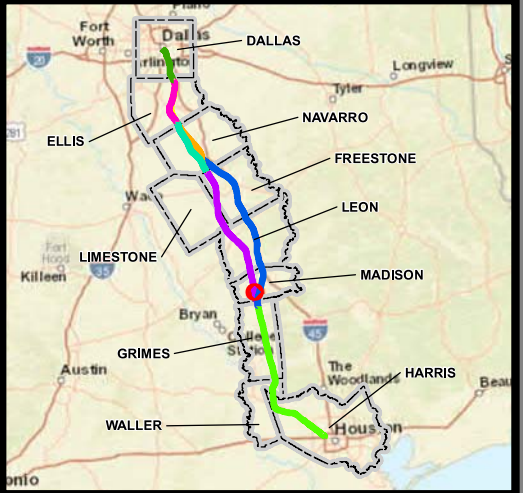 Plano
Fort
Worth
Dallas
DALLAS
Arlington
20
Longview
Tyler
NAVARRO
281
ELLIS
FREESTONE
LEON
Fort
Hood
LIMESTONE
35
Killeen
MADISON
Bryan
College
Station
45
GRIMES
Austin
The
Woodlands
HARRIS
Beau
WALLER
Houston
onio